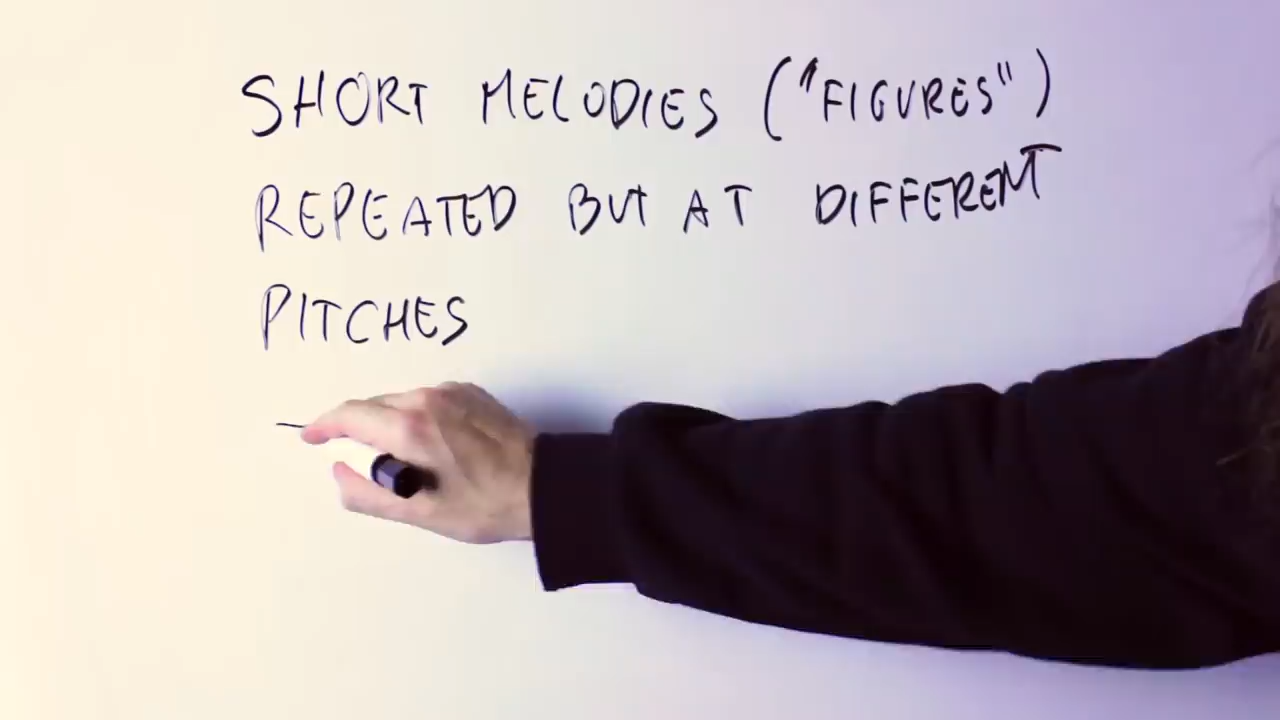 SHORT MELODIES ("FIGURES")
REPEATED BUT AT DIFFERENT
PITCHES